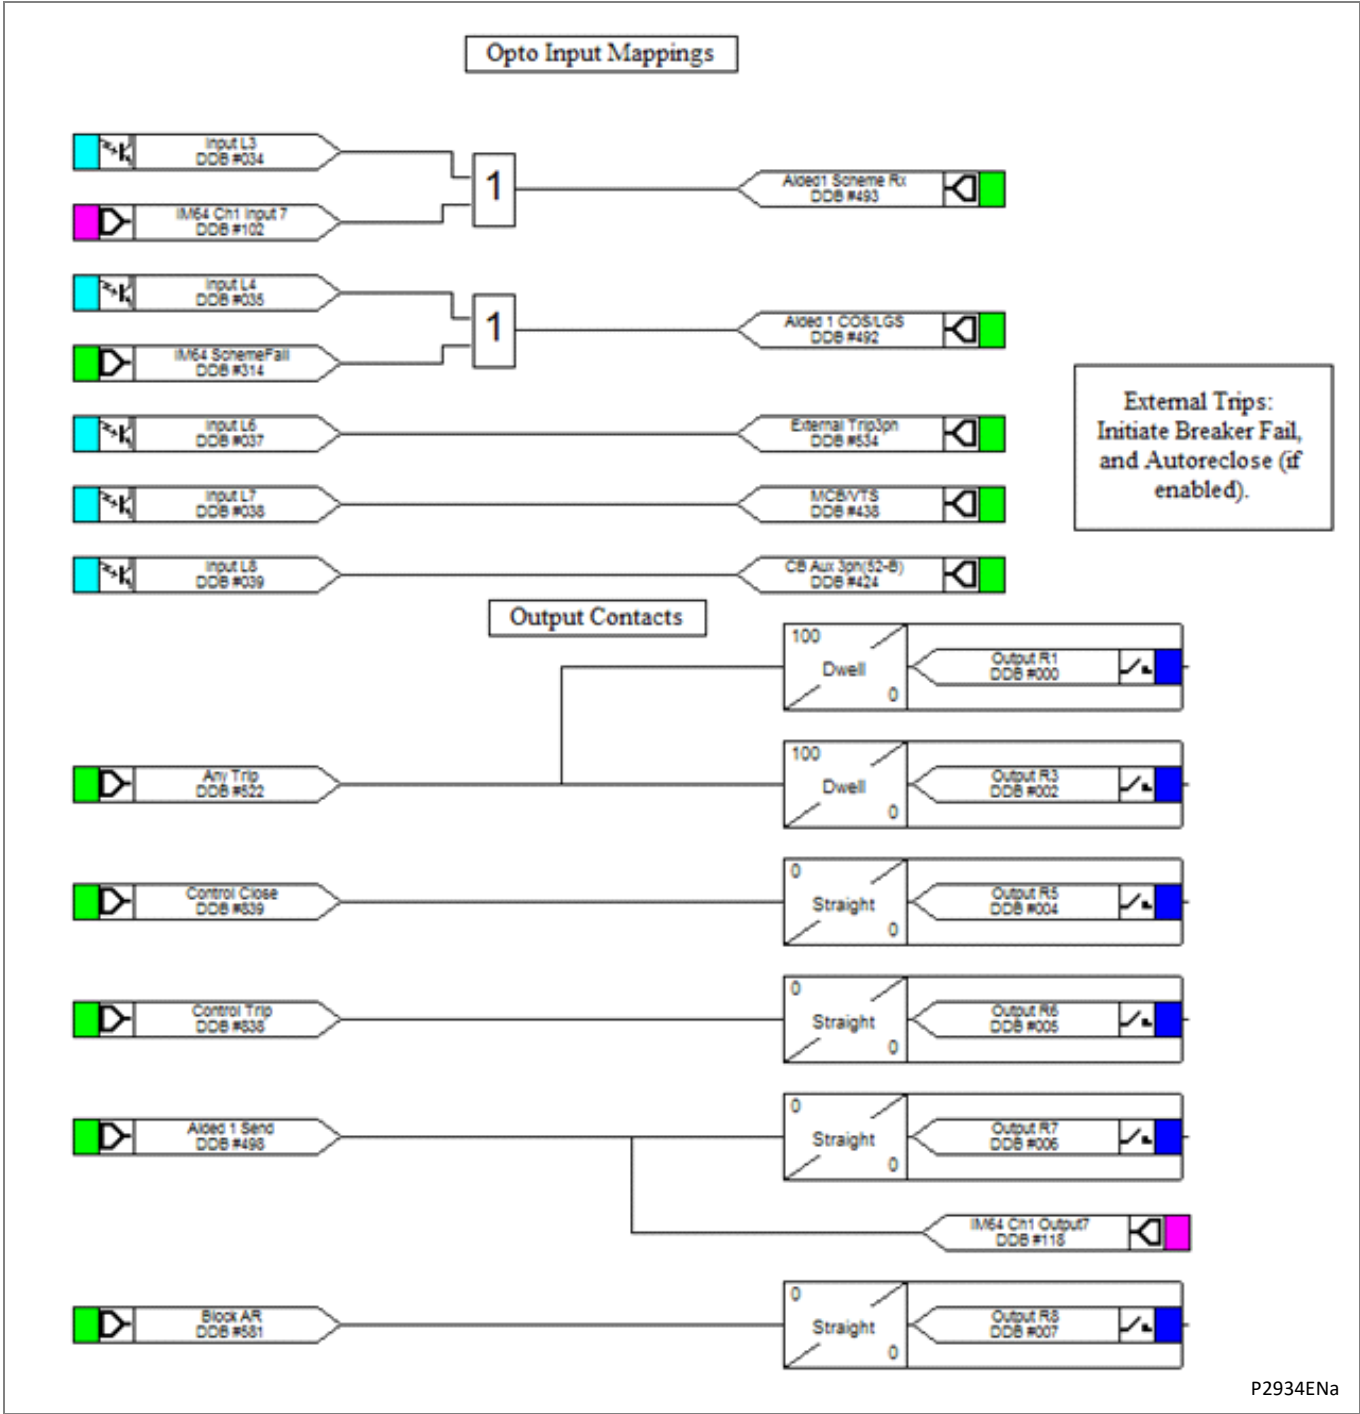 Opto Input Mappings
Input L3
DDB #034
1
Aided1 Scheme Rx
DDB #493
IM64 Ch1 Input 7
DDB #102
Input L4
DDB #035
1
Aided 1 COS/LGS
DDB #492
IM64 SchemeFail
DDB #314
External Trips:
Initiate Breaker Fail,
and Autoreclose (if
enabled).
Input L6
DDB #037
External Trip3ph
DDB #534
Input L7
DDB #038
MCB/VTS
DDB #438
Input L8
DDB #039
CB Aux 3ph(52-B)
DDB #424
Output Contacts
100
Dwell
0
Output R1
DDB #000
Any Trip
DDB #522
100
Dwell
0
Output R3
DDB #002
Control Close
DDB #839
0
Straight
0
Output R5
DDB #004
Control Trip
DDB #838
0
Straight
0
Output R6
DDB #005
Aided 1 Send
DDB #498
0
Straight
0
Output R7
DDB #006
IM64 Ch1 Output7
DDB #118
Block AR
DDB #581
0
Straight
0
Output R8
DDB #007
P2934ENa